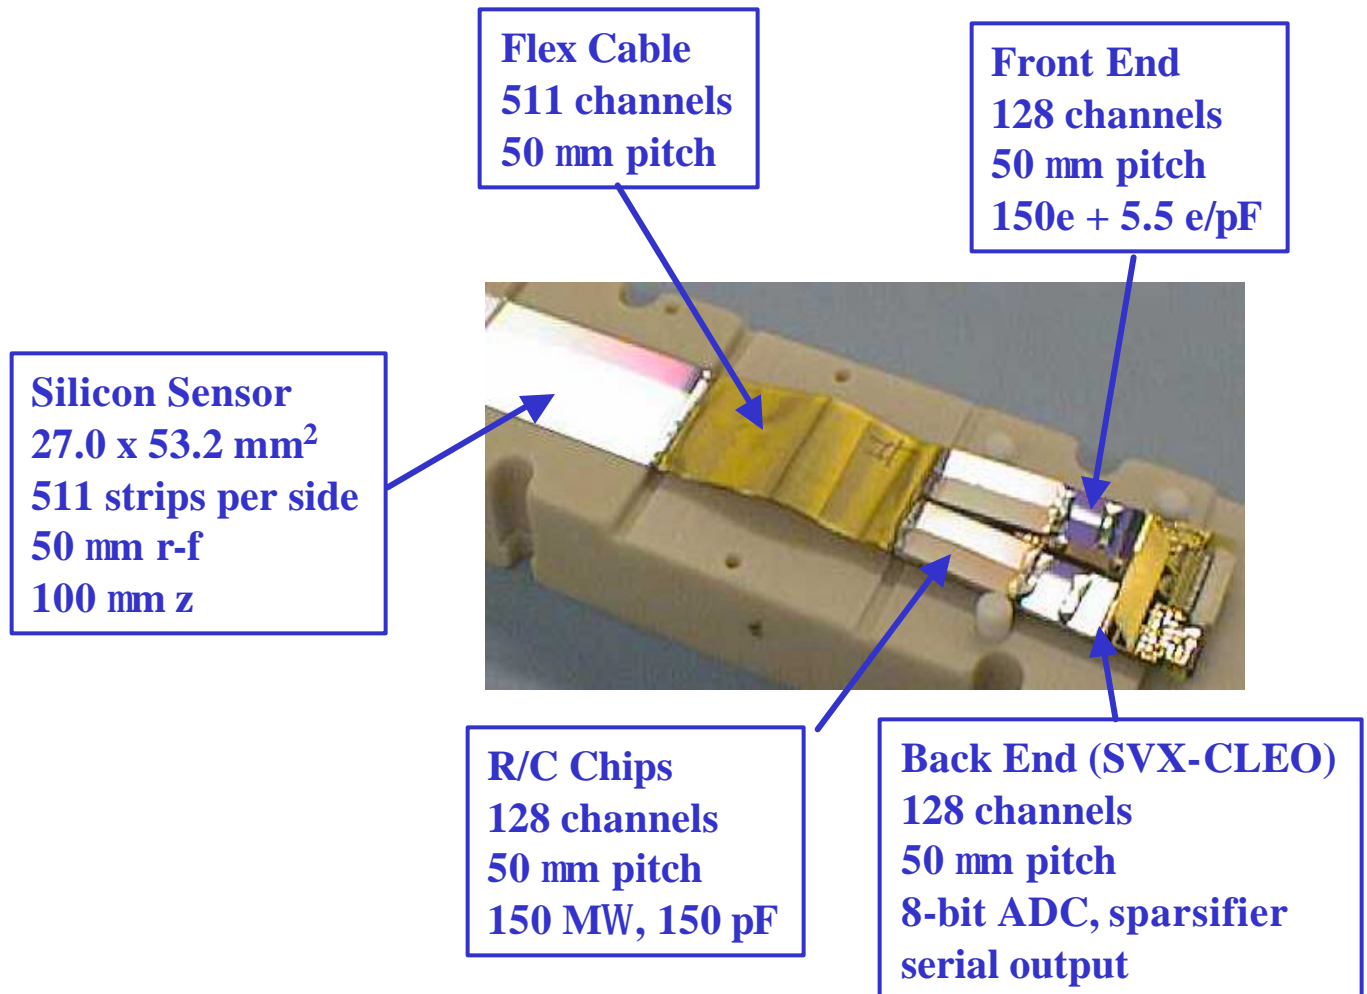 Flex Cable
511 channels
50 mm pitch
Front End
128 channels
50 mm pitch
150e + 5.5 e/pF
Silicon Sensor
27.0 x 53.2 mm²
511 strips per side
50 mm r-f
100 mm z
R/C Chips
128 channels
50 mm pitch
150 MW, 150 pF
Back End (SVX-CLEO)
128 channels
50 mm pitch
8-bit ADC, sparsifier
serial output